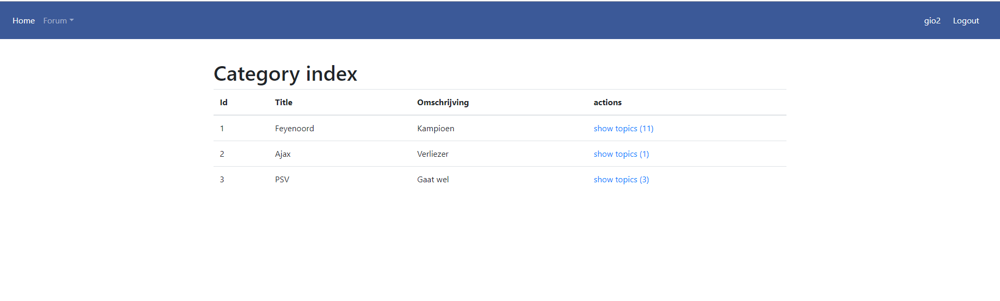 Home Forum gio2 Logout
Category index
Id Title Omschrijving actions
1 Feyenoord Kampioen show topics (11)
2 Ajax Verliezer show topics (1)
3 PSV Gaat wel show topics (3)